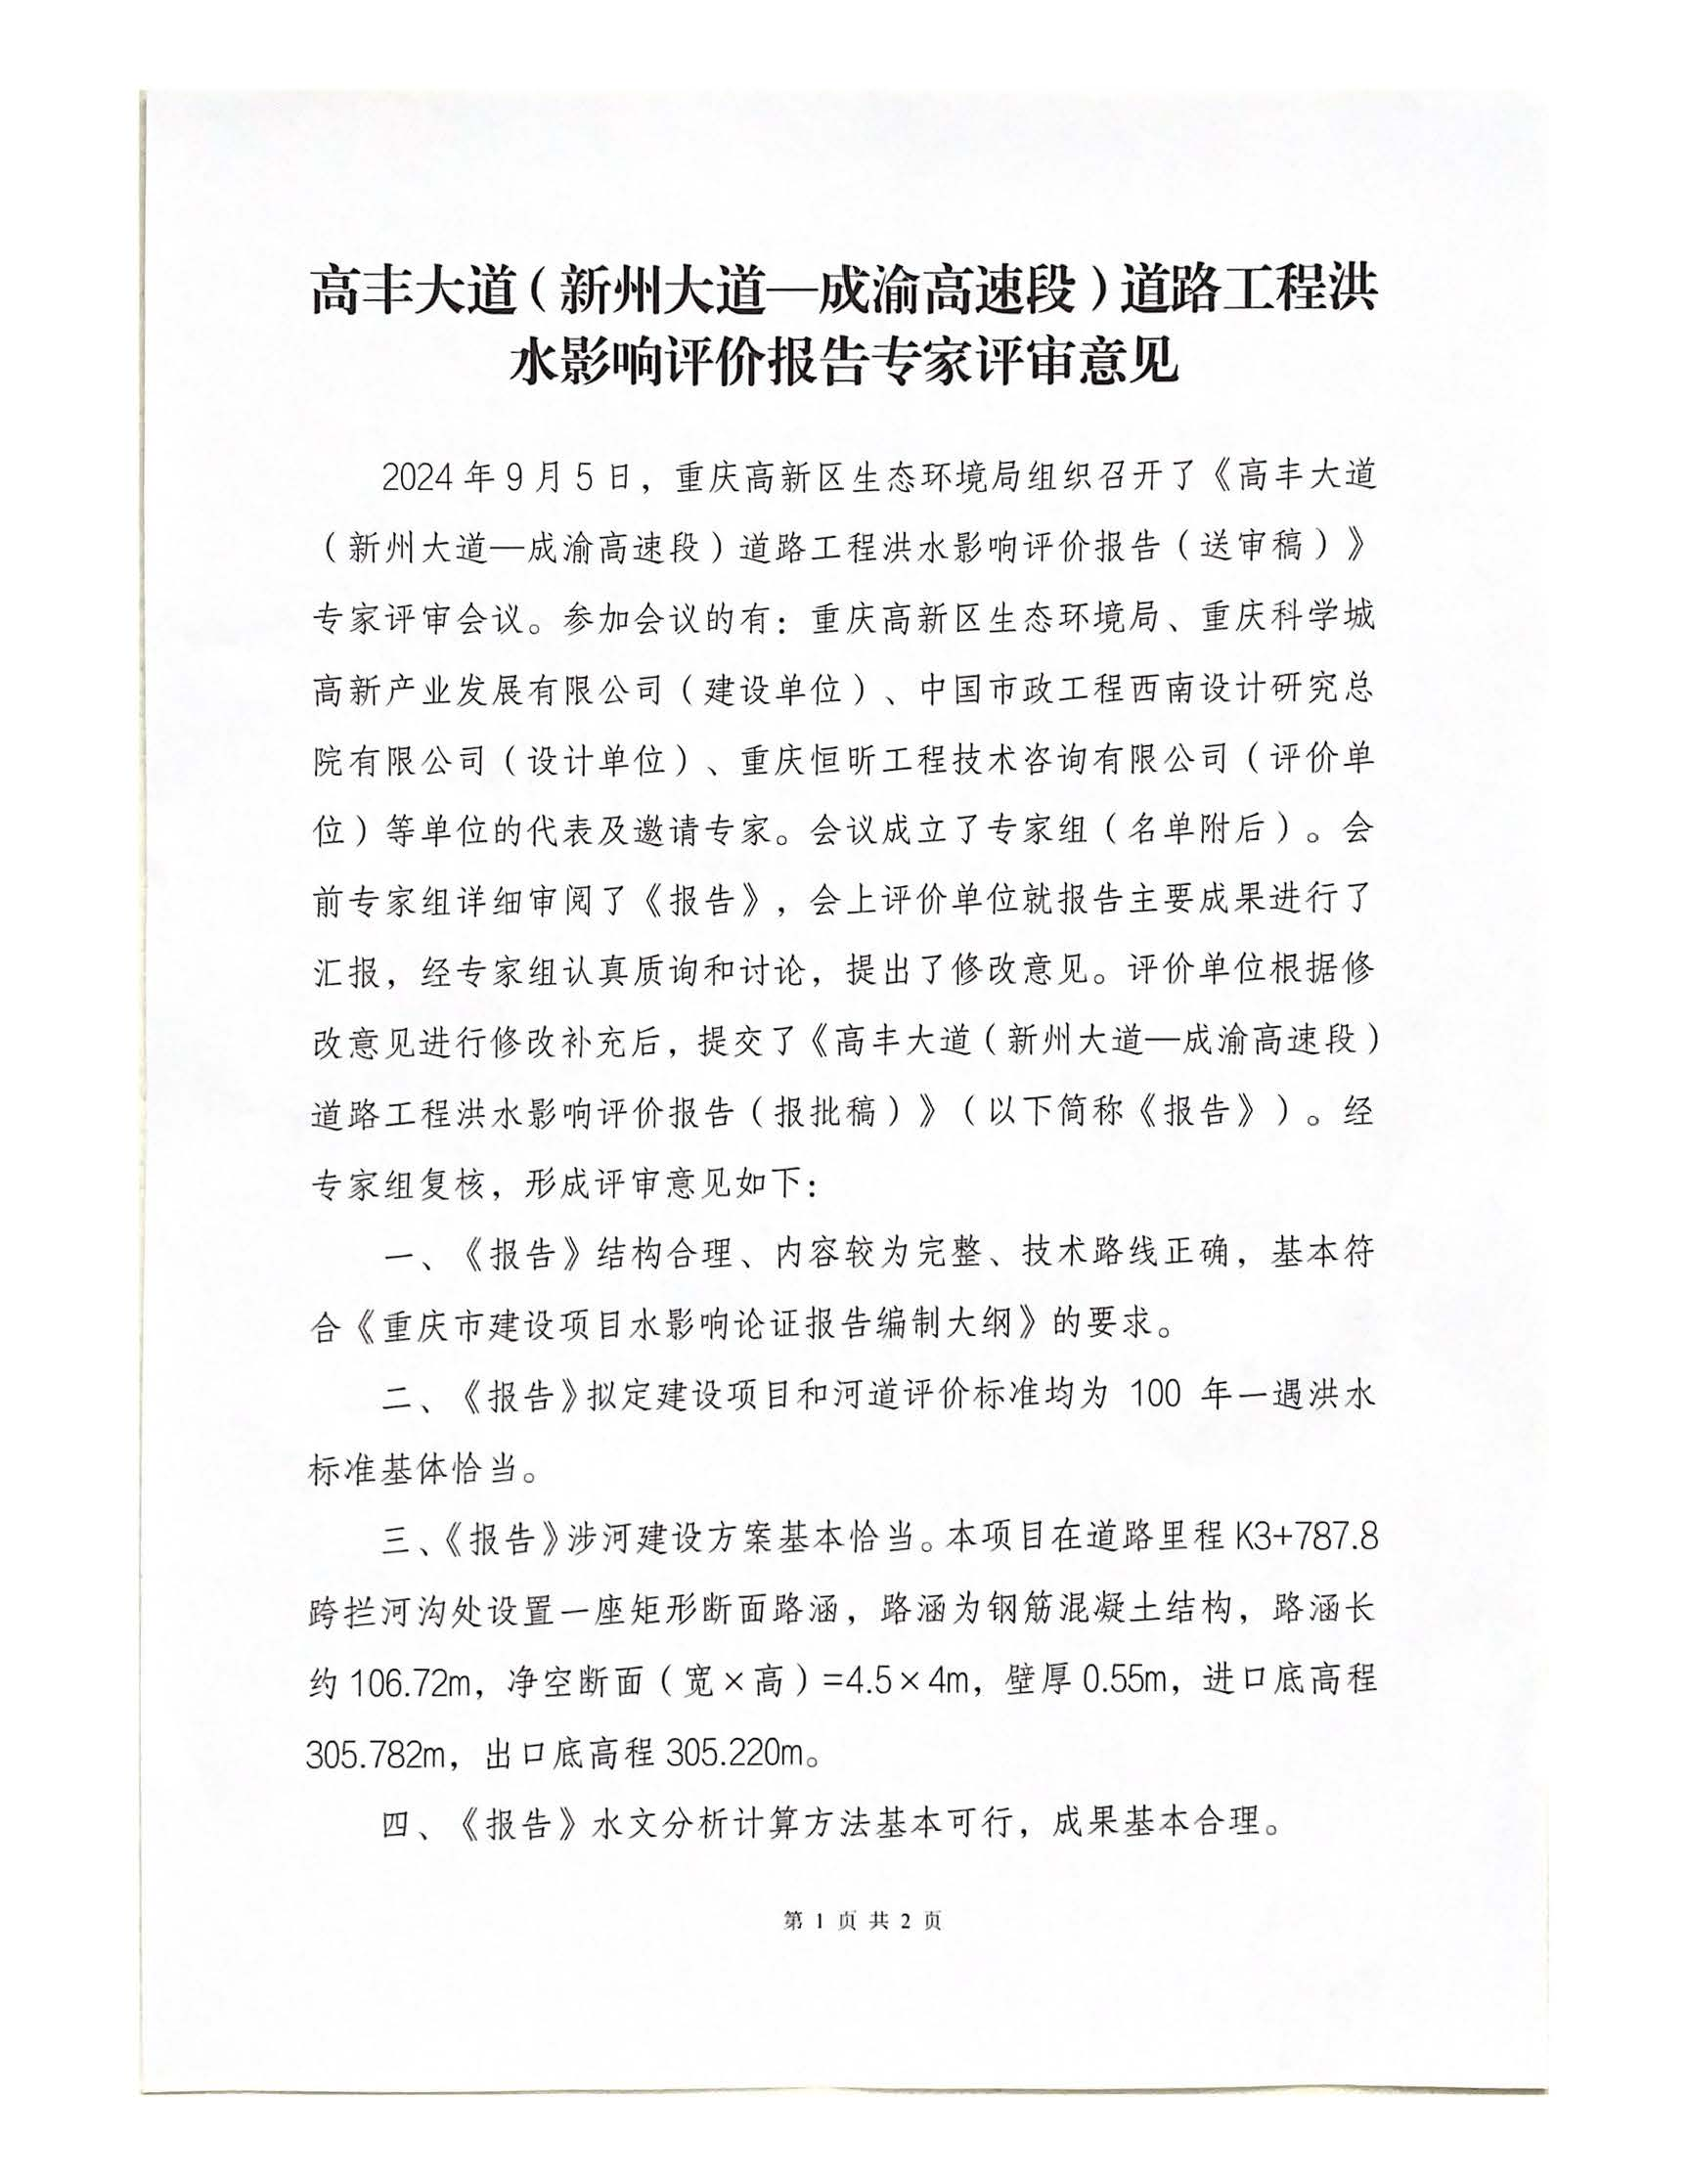 高丰大道（新州大道—成渝高速段）道路工程洪
水影响评价报告专家评审意见
2024年9月5日，重庆高新区生态环境局组织召开了《高丰大道
（新州大道—成渝高速段）道路工程洪水影响评价报告（送审稿）》
专家评审会议。参加会议的有：重庆高新区生态环境局、重庆科学城
高新产业发展有限公司（建设单位）、中国市政工程西南设计研究总
院有限公司（设计单位）、重庆恒昕工程技术咨询有限公司（评价单
位）等单位的代表及邀请专家。会议成立了专家组（名单附后）。会
前专家组详细审阅了《报告》，会上评价单位就报告主要成果进行了
汇报，经专家组认真质询和讨论，提出了修改意见。评价单位根据修
改意见进行修改补充后，提交了《高丰大道（新州大道—成渝高速段）
道路工程洪水影响评价报告（报批稿）》（以下简称《报告》）。经
专家组复核，形成评审意见如下：
一、《报告》结构合理、内容较为完整、技术路线正确，基本符
合《重庆市建设项目水影响论证报告编制大纲》的要求。
二、《报告》拟定建设项目和河道评价标准均为 100 年一遇洪水
标准基体恰当。
三、《报告》涉河建设方案基本恰当。本项目在道路里程K3+787.8
跨拦河沟处设置一座矩形断面路涵，路涵为钢筋混凝土结构，路涵长
约106.72m，净空断面（宽×高）=4.5×4m，壁厚0.55m，进口底高程
305.782m，出口底高程305.220m。
四、《报告》水文分析计算方法基本可行，成果基本合理。
第 1 页 共 2 页